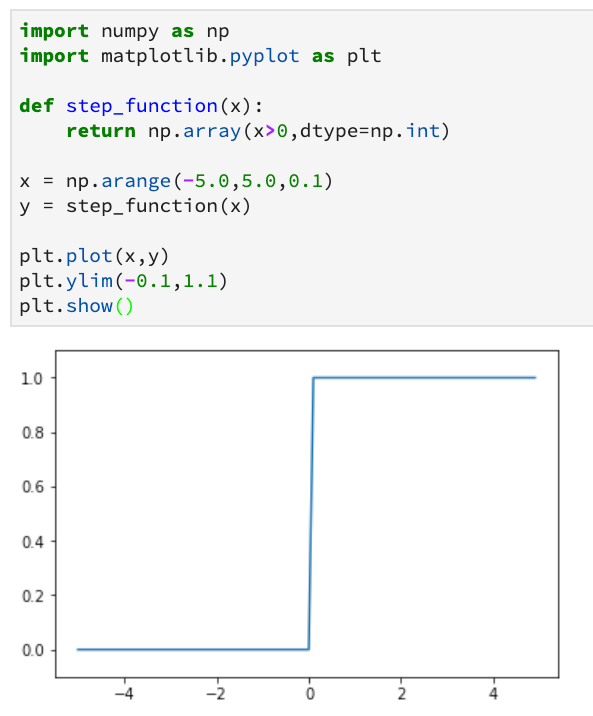 import numpy as np
import matplotlib.pyplot as plt
def step_function(x):
    return np.array(x>0,dtype=np.int)
x = np.arange(-5.0,5.0,0.1)
y = step_function(x)
plt.plot(x,y)
plt.ylim(-0.1,1.1)
plt.show()
1.0
0.8
0.6
0.4
0.2
0.0
−4 −2 0 2 4